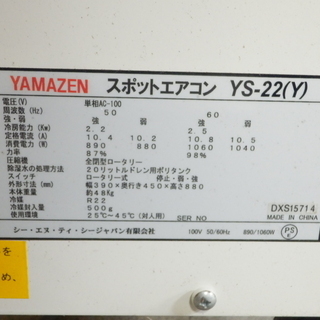 YAMAZEN スポットエアコン YS-22(Y)
電圧(V) 単相AC-100
周波数(Hz) 50 60
強・弱 強 弱 強 弱
冷房能力(Kw) 2.2 2.5
定格電流(A) 10.4 10.2 10.8 10.5
消費電力(W) 890 880 1060 1040
力率 87% 98%
圧縮機 全閉型ロータリー
除湿水の処理方法 20リットルドレン用ポリタンク
スイッチ ロータリー式 停止・弱・強
外形寸法(mm) 幅390×奥行き450×高さ880
重量 約48Kg
冷媒 R22
冷媒量 500g
使用環境 25℃~45℃(対人用) SER NO
DXS15714
MADE IN CHINA
シー・エヌ・ティ・シージャパン有限会社 100V 50/60Hz 890/1060W
PS
E
を
め、